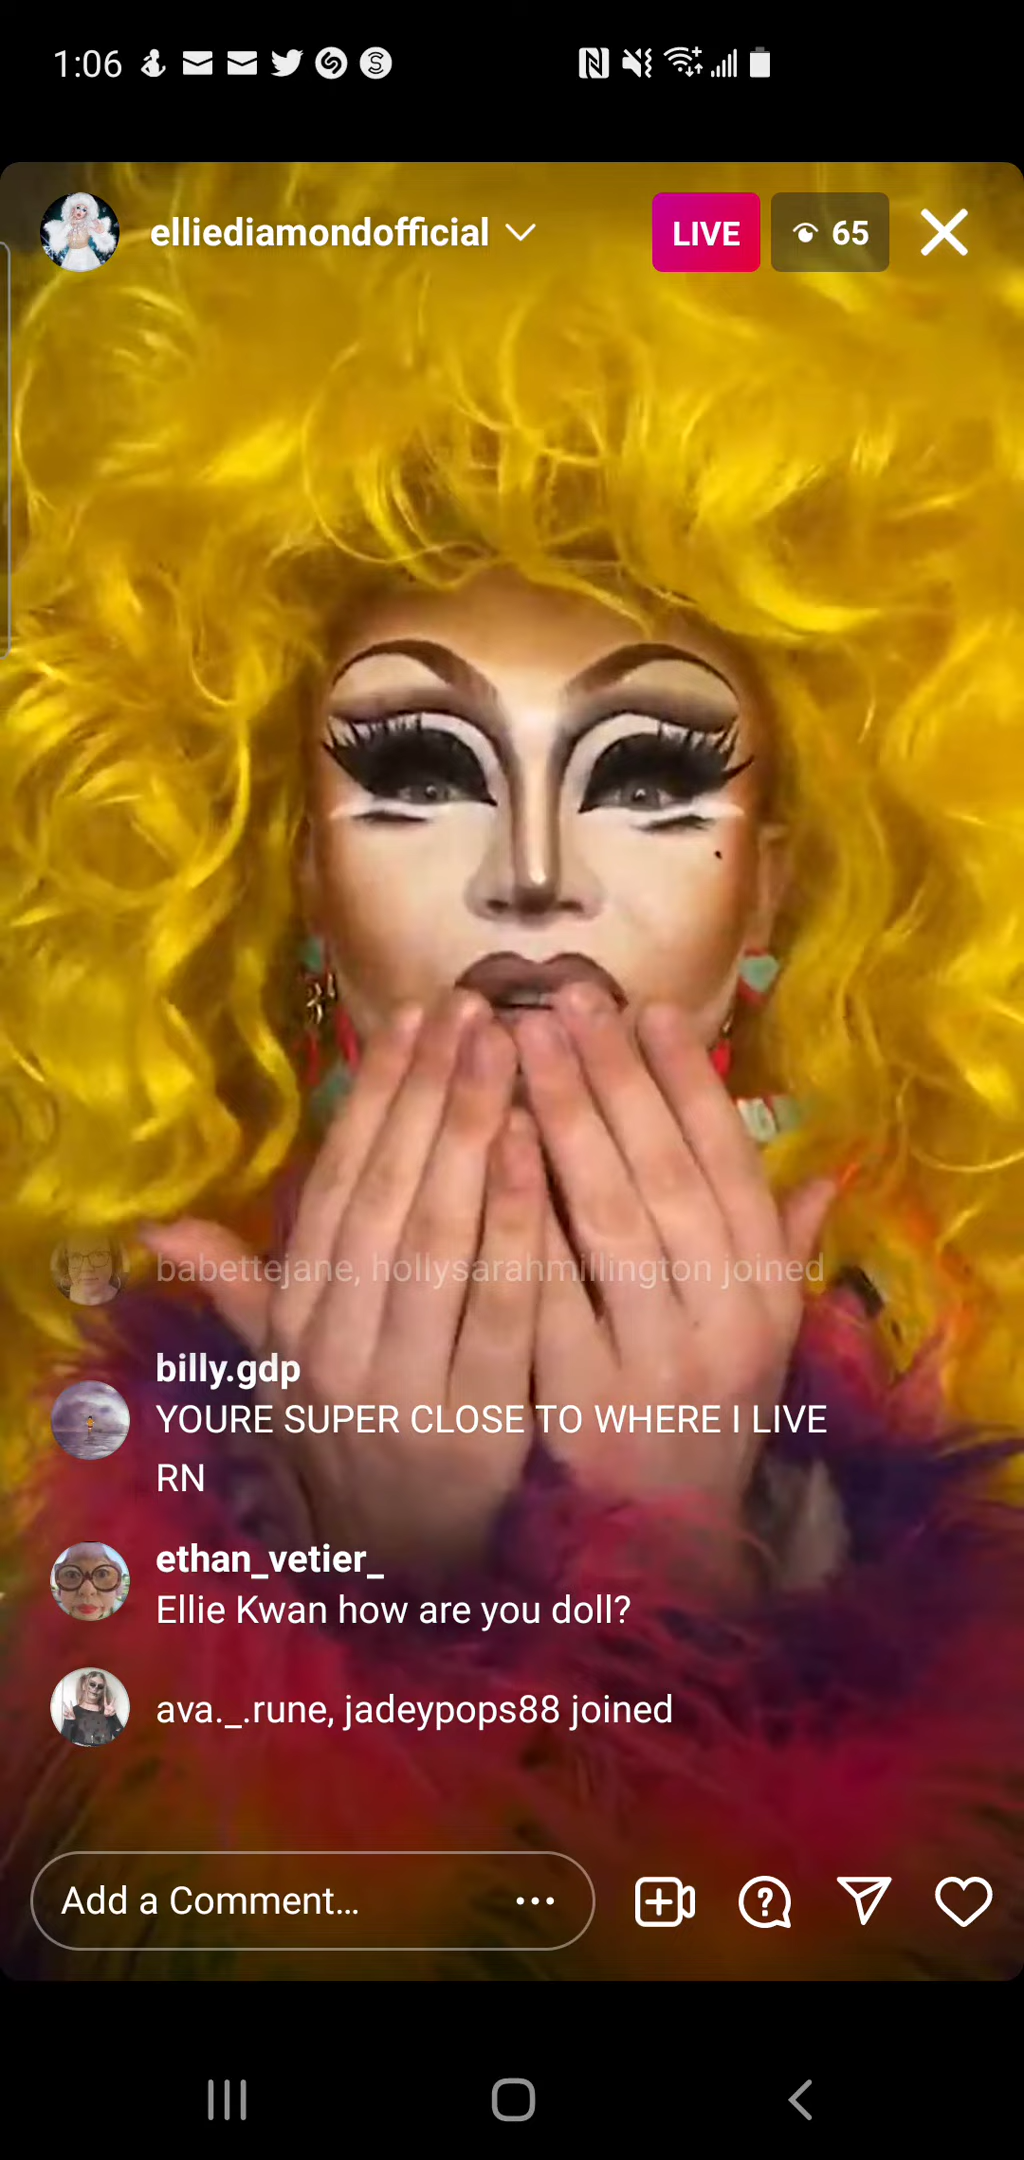 1:06
elliediamondofficial
LIVE
65
babettejane, hollysarahmillington joined
billy.gdp
YOURE SUPER CLOSE TO WHERE I LIVE
RN
ethan_vetier_
Ellie Kwan how are you doll?
ava._.rune, jadeypops88 joined
Add a Comment...